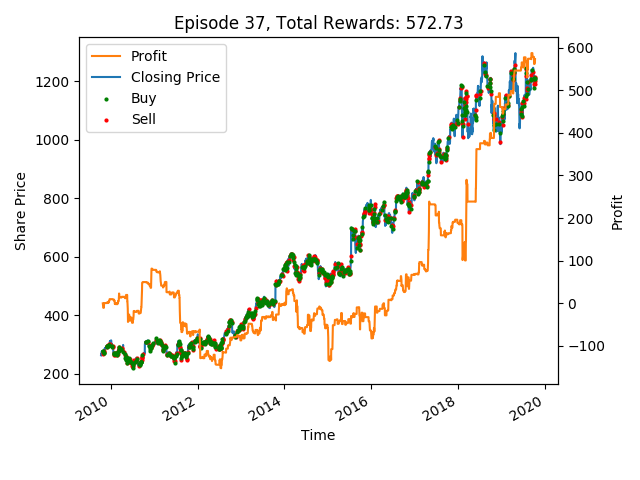 Episode 37, Total Rewards: 572.73
Profit
Closing Price
Buy
Sell
1200
1000
800
600
400
200
Share Price
600
500
400
300
200
100
0
−100
Profit
2010
2012
2014
2016
2018
2020
Time